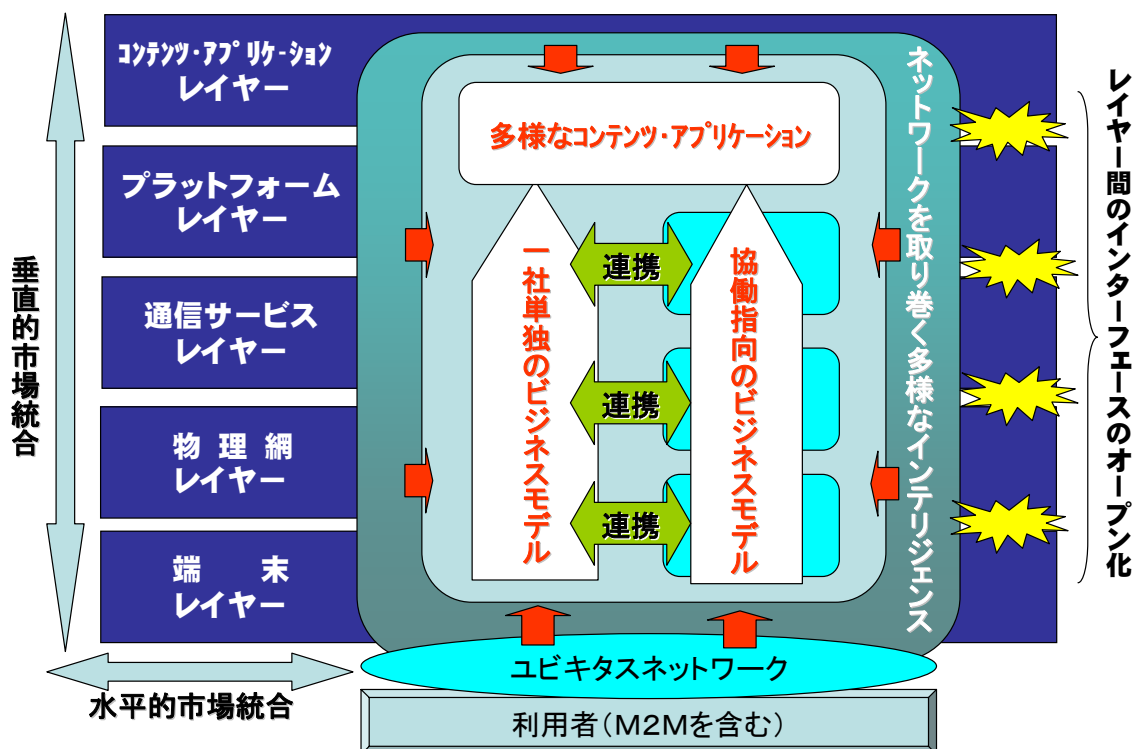 コンテンツ・アプリケーション
レイヤー
プラットフォーム
レイヤー
通信サービス
レイヤー
物 理 網
レイヤー
端 末
レイヤー
垂直的市場統合
水平的市場統合
多様なコンテンツ・アプリケーション
一社単独のビジネスモデル
連携
連携
連携
協働指向のビジネスモデル
ネットワークを取り巻く多様なインテリジェンス
レイヤー間のインターフェースのオープン化
ユビキタスネットワーク
利用者(M2Mを含む)